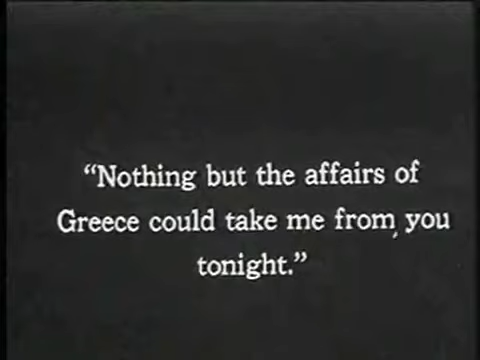 “Nothing but the affairs of
Greece could take me from you
tonight.”